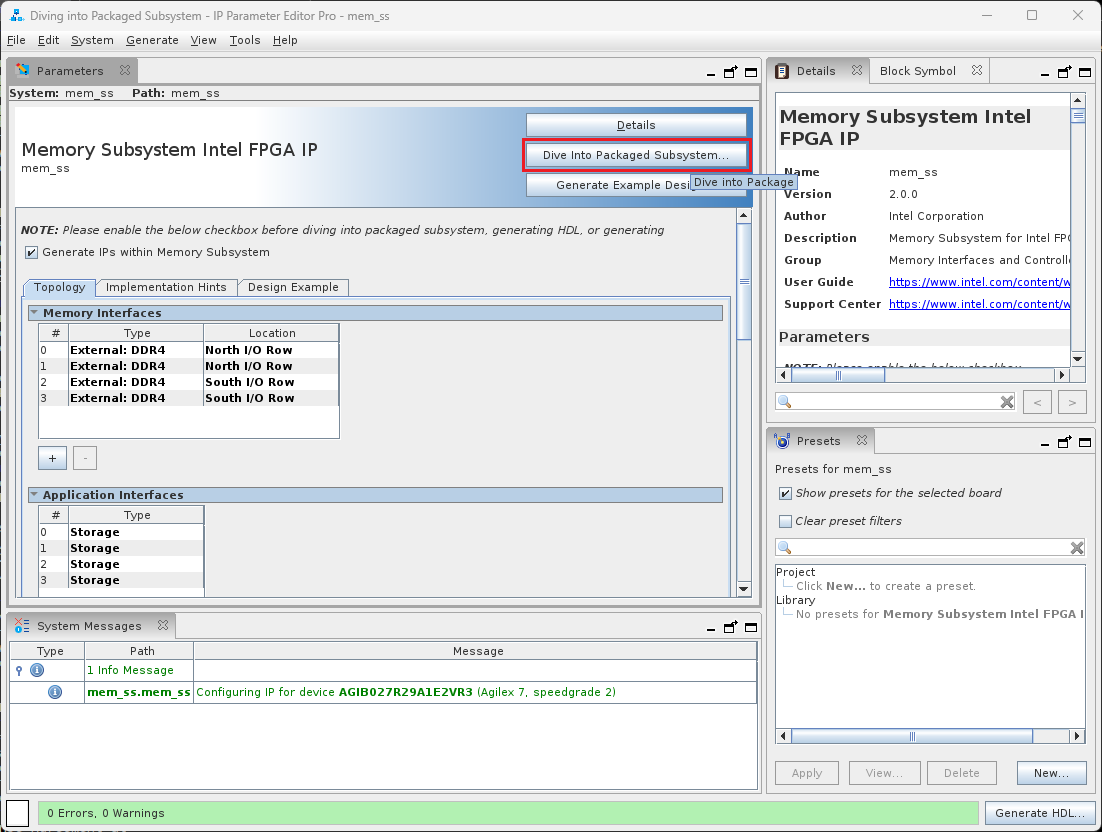 Diving into Packaged Subsystem - IP Parameter Editor Pro - mem_ss
File Edit System Generate View Tools Help
Parameters
System: mem_ss Path: mem_ss
Memory Subsystem Intel FPGA IP
mem_ss
Details
Dive Into Packaged Subsystem...
Generate Example Desi
Dive into Package
NOTE: Please enable the below checkbox before diving into packaged subsystem, generating HDL, or generating
Generate IPs within Memory Subsystem
Topology Implementation Hints Design Example
Memory Interfaces
# Type Location
0 External: DDR4 North I/O Row
1 External: DDR4 North I/O Row
2 External: DDR4 South I/O Row
3 External: DDR4 South I/O Row
+ -
Application Interfaces
# Type
0 Storage
1 Storage
2 Storage
3 Storage
System Messages
Type Path Message
1 Info Message
mem_ss.mem_ss Configuring IP for device AGIB027R29A1E2VR3 (Agilex 7, speedgrade 2)
0 Errors, 0 Warnings
Details Block Symbol
Memory Subsystem Intel
FPGA IP
Name mem_ss
Version 2.0.0
Author Intel Corporation
Description Memory Subsystem for Intel FPG
Group Memory Interfaces and Controlle
User Guide https://www.intel.com/content/w
Support Center https://www.intel.com/content/w
Parameters
NOTE: Please enable the below checkbox
< >
Presets
Presets for mem_ss
Show presets for the selected board
Clear preset filters
Project
Click New... to create a preset.
Library
No presets for Memory Subsystem Intel FPGA I
Apply View... Delete New...
Generate HDL...